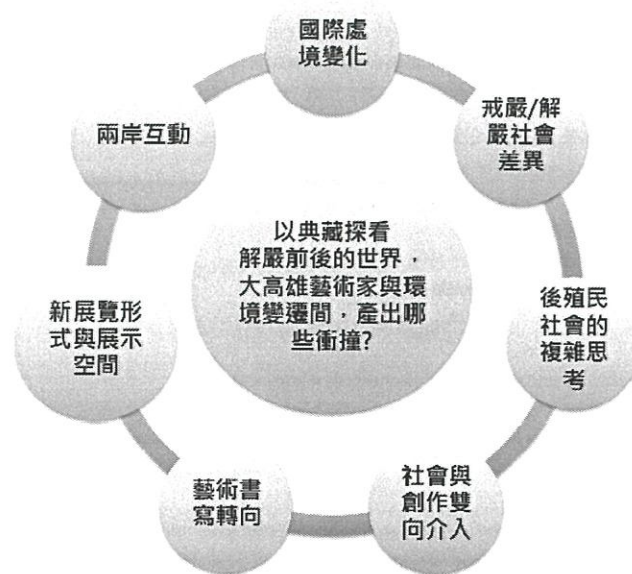 國際處
境變化
戒嚴/解
嚴社會
差異
後殖民
社會的
複雜思
考
社會與
創作雙
向介入
藝術書
寫轉向
新展覽形
式與展示
空間
兩岸互動
以典藏探看
解嚴前後的世界，
大高雄藝術家與環
境變遷間，產出哪
些衝撞?